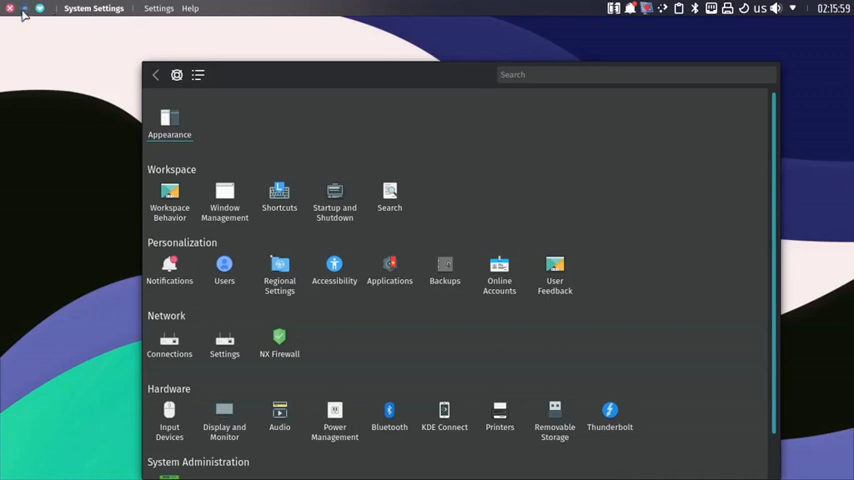 System Settings Settings Help us 02:15:59
Search
Appearance
Workspace
Workspace Behavior
Window Management
Shortcuts
Startup and Shutdown
Search
Personalization
Notifications
Users
Regional Settings
Accessibility
Applications
Backups
Online Accounts
User Feedback
Network
Connections
Settings
NX Firewall
Hardware
Input Devices
Display and Monitor
Audio
Power Management
Bluetooth
KDE Connect
Printers
Removable Storage
Thunderbolt
System Administration